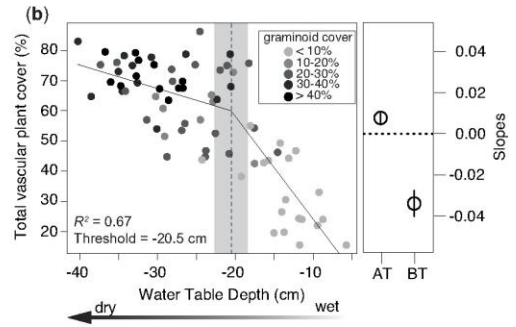 (b)
Total vascular plant cover (%)
80
70
60
50
40
30
20
graminoid cover
< 10%
10-20%
20-30%
30-40%
> 40%
R² = 0.67
Threshold = -20.5 cm
-40
-30
-20
-10
Water Table Depth (cm)
dry
wet
0.04
0.00
0.00
-0.02
-0.04
Slopes
AT
BT